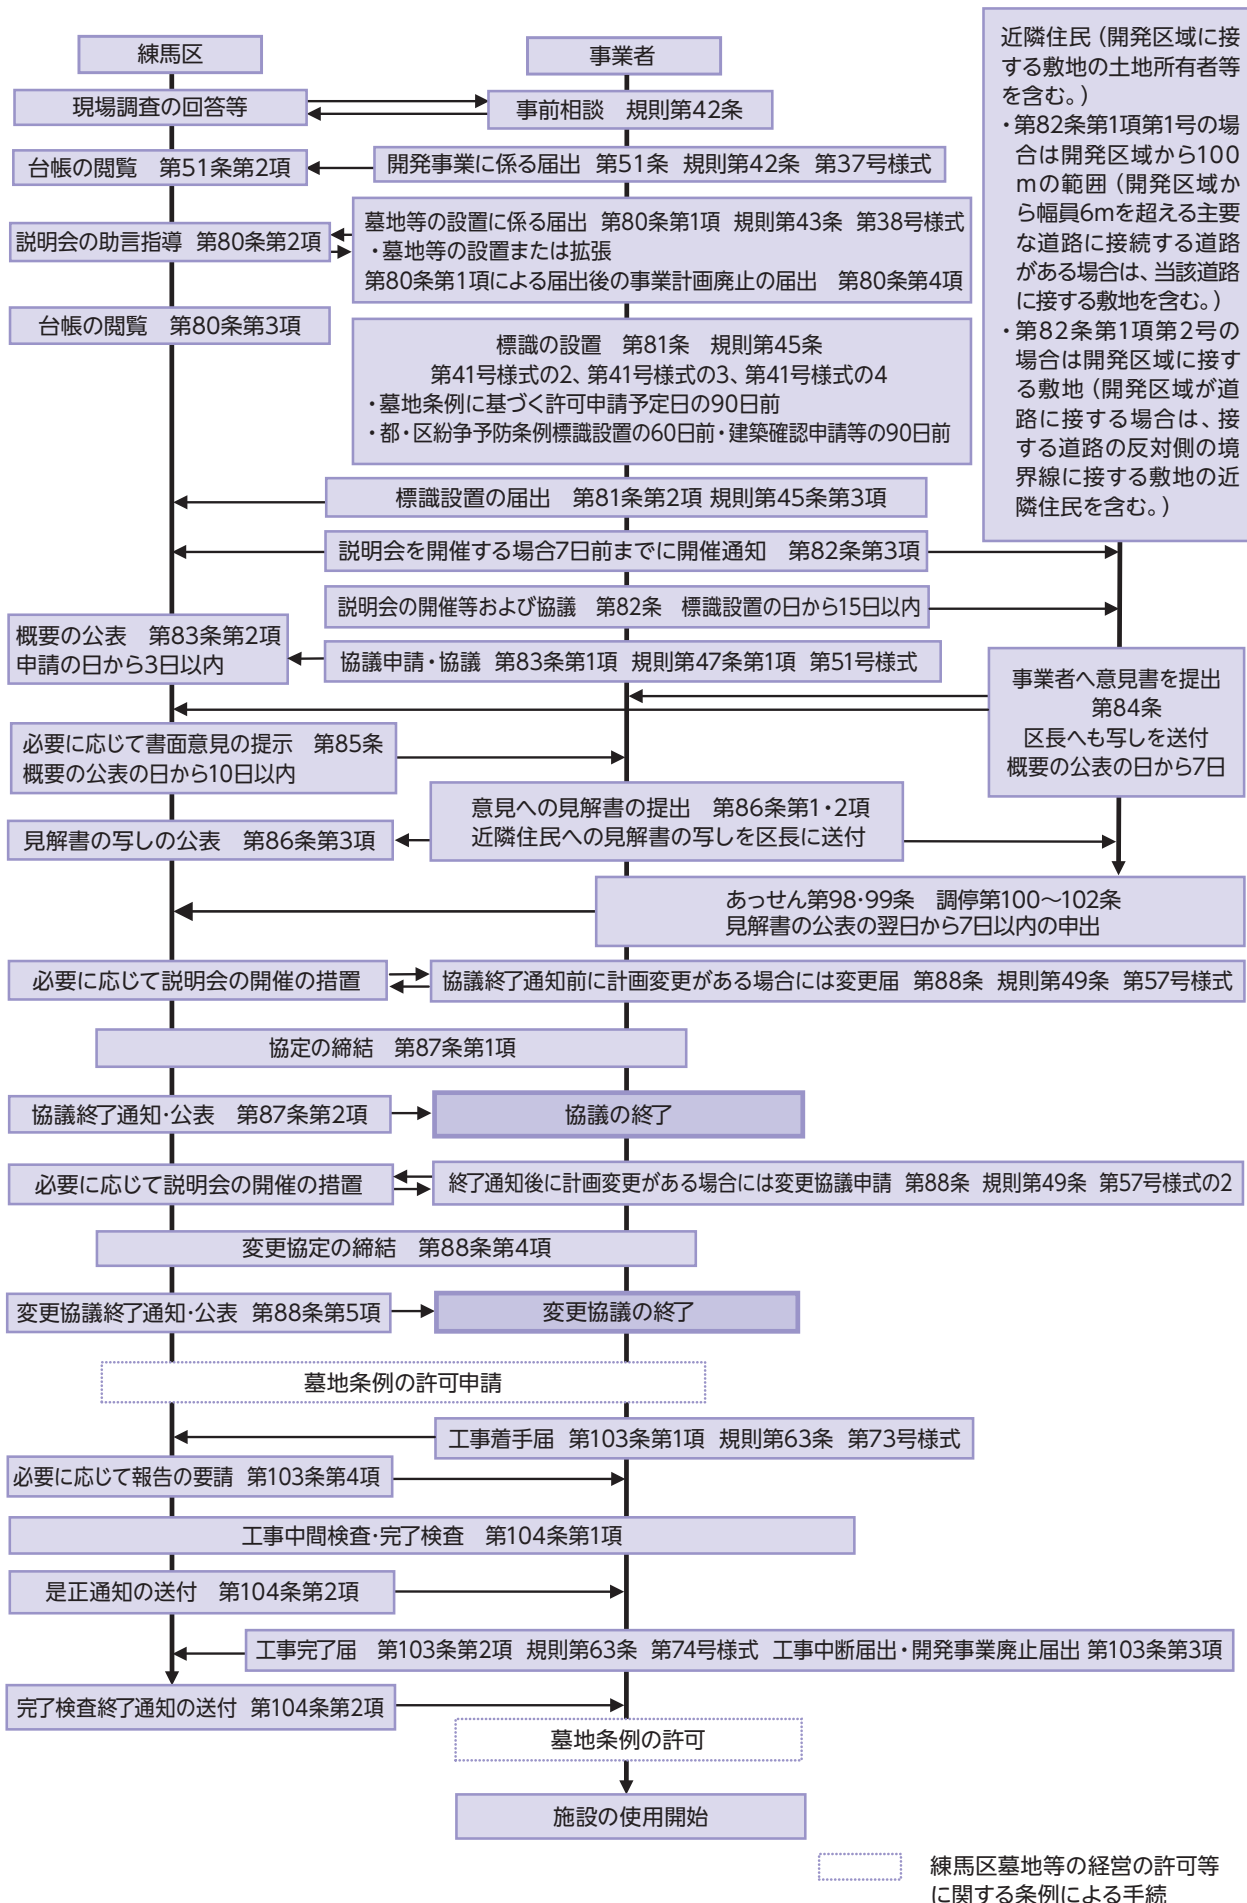 練馬区
事業者
近隣住民（開発区域に接
する敷地の土地所有者等
を含む。）
・第82条第1項第1号の場
合は開発区域から100
mの範囲（開発区域か
ら幅員6mを超える主要
な道路に接続する道路
がある場合は、当該道路
に接する敷地を含む。）
・第82条第1項第2号の
場合は開発区域に接す
る敷地（開発区域が道
路に接する場合は、接
する道路の反対側の境
界線に接する敷地の近
隣住民を含む。）
現場調査の回答等
事前相談　規則第42条
台帳の閲覧　第51条第2項
開発事業に係る届出　第51条　規則第42条　第37号様式
説明会の助言指導　第80条第2項
墓地等の設置に係る届出　第80条第1項　規則第43条　第38号様式
・墓地等の設置または拡張
第80条第1項による届出後の事業計画廃止の届出　第80条第4項
台帳の閲覧　第80条第3項
標識の設置　第81条　規則第45条
第41号様式の2、第41号様式の3、第41号様式の4
・墓地条例に基づく許可申請予定日の90日前
・都・区紛争予防条例標識設置の60日前・建築確認申請等の90日前
標識設置の届出　第81条第2項 規則第45条第3項
説明会を開催する場合7日前までに開催通知　第82条第3項
説明会の開催等および協議　第82条　標識設置の日から15日以内
概要の公表　第83条第2項
申請の日から3日以内
協議申請・協議　第83条第1項　規則第47条第1項　第51号様式
事業者へ意見書を提出
第84条
区長へも写しを送付
概要の公表の日から7日
必要に応じて書面意見の提示　第85条
概要の公表の日から10日以内
意見への見解書の提出　第86条第1・2項
近隣住民への見解書の写しを区長に送付
見解書の写しの公表　第86条第3項
あっせん第98・99条　調停第100～102条
見解書の公表の翌日から7日以内の申出
必要に応じて説明会の開催の措置
協議終了通知前に計画変更がある場合には変更届　第88条　規則第49条　第57号様式
協定の締結　第87条第1項
協議終了通知・公表　第87条第2項
協議の終了
必要に応じて説明会の開催の措置
終了通知後に計画変更がある場合には変更協議申請　第88条　規則第49条　第57号様式の2
変更協定の締結　第88条第4項
変更協議終了通知・公表　第88条第5項
変更協議の終了
墓地条例の許可申請
工事着手届　第103条第1項　規則第63条　第73号様式
必要に応じて報告の要請　第103条第4項
工事中間検査・完了検査　第104条第1項
是正通知の送付　第104条第2項
工事完了届　第103条第2項　規則第63条　第74号様式　工事中断届出・開発事業廃止届出 第103条第3項
完了検査終了通知の送付　第104条第2項
墓地条例の許可
施設の使用開始
練馬区墓地等の経営の許可等
に関する条例による手続